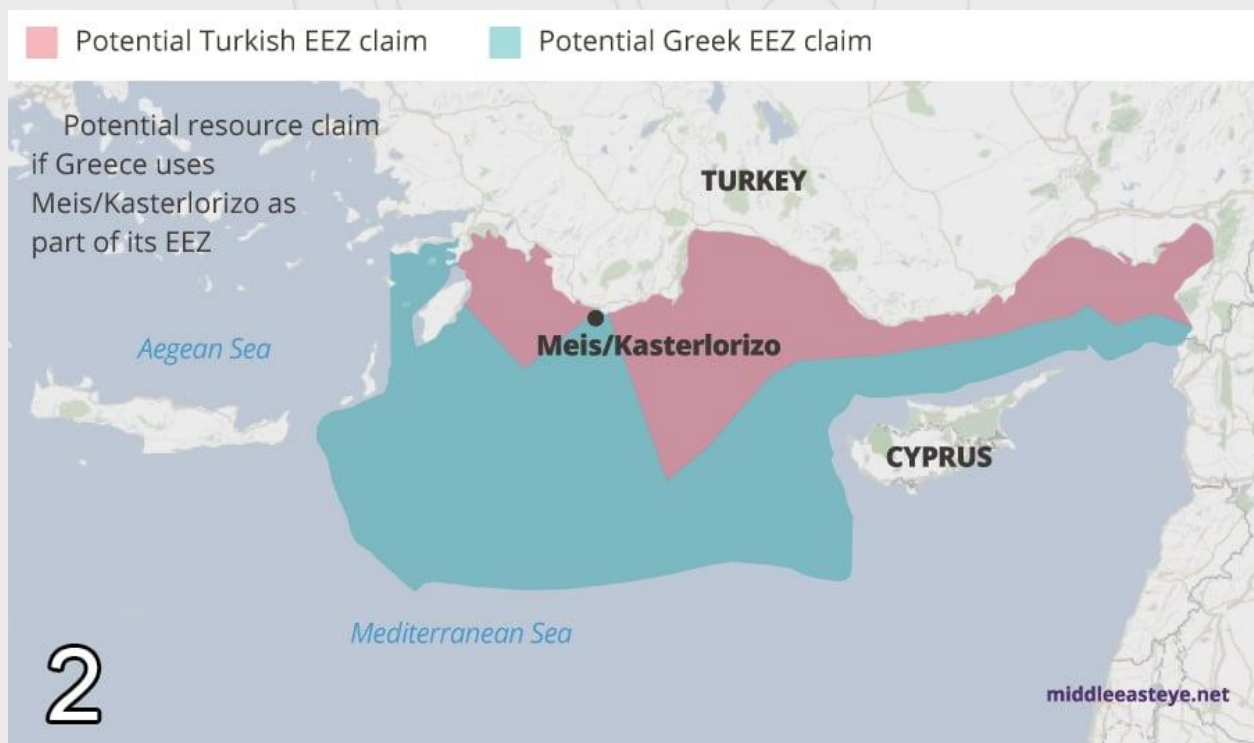 Potential Turkish EEZ claim
Potential Greek EEZ claim
Potential resource claim
if Greece uses
Meis/Kasterlorizo as
part of its EEZ
TURKEY
Aegean Sea
Meis/Kasterlorizo
CYPRUS
Mediterranean Sea
2
middleeasteye.net